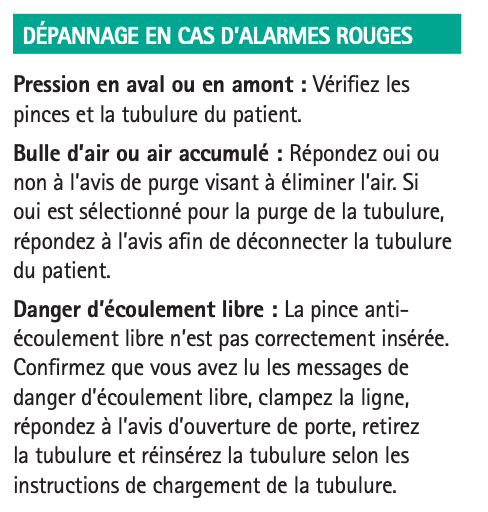 DÉPANNAGE EN CAS D'ALARMES ROUGES
Pression en aval ou en amont : Vérifiez les
pinces et la tubulure du patient.
Bulle d’air ou air accumulé : Répondez oui ou
non à l’avis de purge visant à éliminer l’air. Si
oui est sélectionné pour la purge de la tubulure,
répondez à l’avis afin de déconnecter la tubulure
du patient.
Danger d’écoulement libre : La pince anti-
écoulement libre n’est pas correctement insérée.
Confirmez que vous avez lu les messages de
danger d’écoulement libre, clampez la ligne,
répondez à l’avis d’ouverture de porte, retirez
la tubulure et réinsérez la tubulure selon les
instructions de chargement de la tubulure.